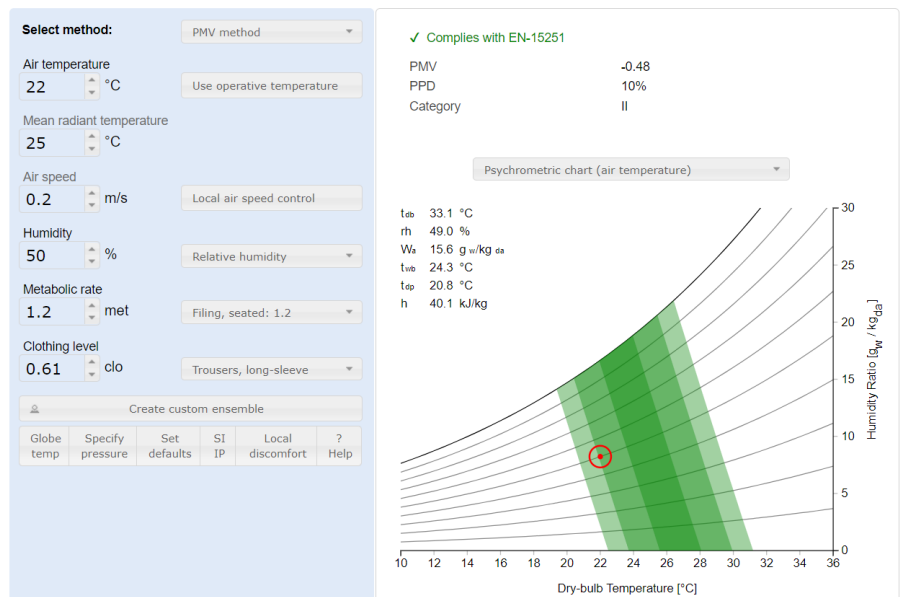 Select method:
PMV method
Air temperature
22 °C
Use operative temperature
Mean radiant temperature
25 °C
Air speed
0.2 m/s
Local air speed control
Humidity
50 %
Relative humidity
Metabolic rate
1.2 met
Filing, seated: 1.2
Clothing level
0.61 clo
Trousers, long-sleeve
Create custom ensemble
Globe temp
Specify pressure
Set defaults
SI IP
Local discomfort
? Help
✓ Complies with EN-15251
PMV -0.48
PPD 10%
Category II
Psychrometric chart (air temperature)
tdb 33.1 °C
rh 49.0 %
Wa 15.6 g w/kg da
twb 24.3 °C
tdp 20.8 °C
h 40.1 kJ/kg
30
25
20
15
10
5
0
Humidity Ratio [gw / kgda]
10 12 14 16 18 20 22 24 26 28 30 32 34 36
Dry-bulb Temperature [°C]